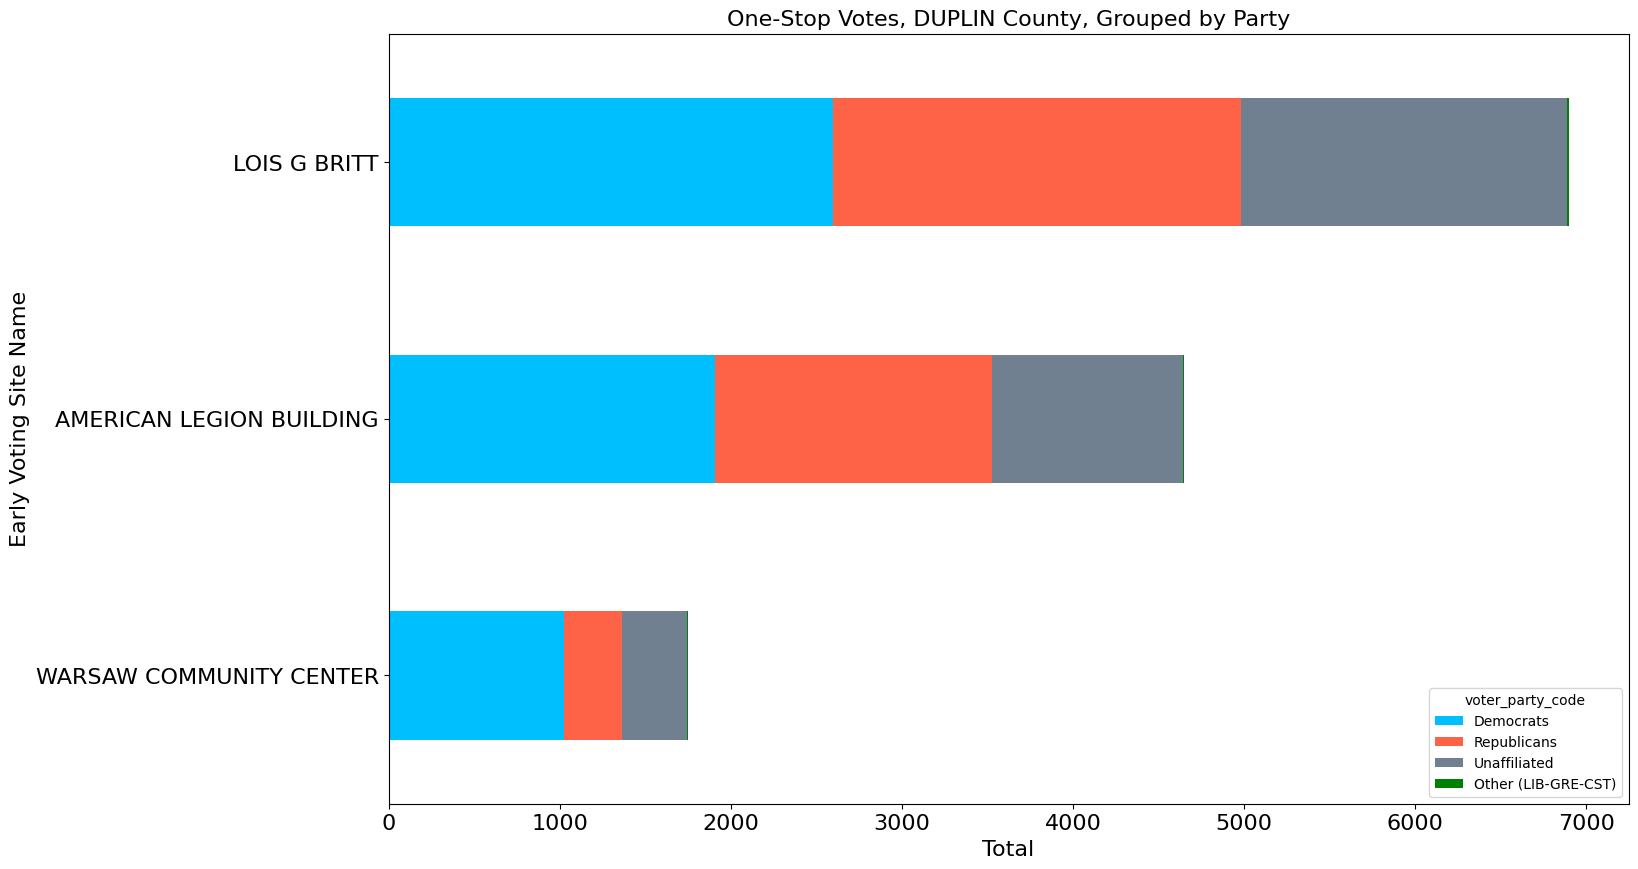 One-Stop Votes, DUPLIN County, Grouped by Party
Early Voting Site Name
LOIS G BRITT
AMERICAN LEGION BUILDING
WARSAW COMMUNITY CENTER
voter_party_code
Democrats
Republicans
Unaffiliated
Other (LIB-GRE-CST)
0 1000 2000 3000 4000 5000 6000 7000
Total